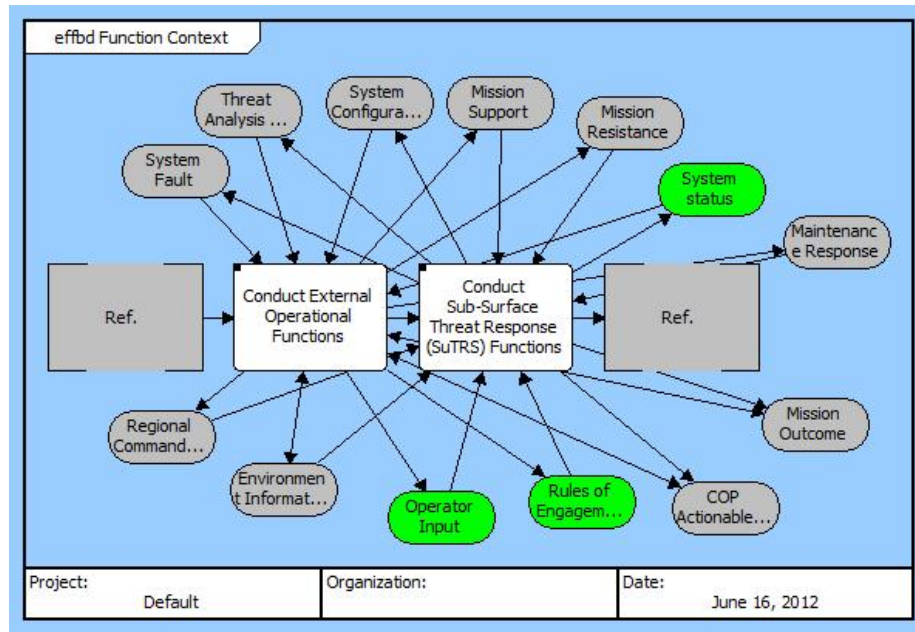 effbd Function Context
Threat
Analysis ...
System
Configura...
Mission
Support
Mission
Resistance
System
Fault
System
status
Maintenanc
e Response
Ref.
Conduct External
Operational
Functions
Conduct
Sub-Surface
Threat Response
(SuTRS) Functions
Ref.
Regional
Command...
Environmen
t Informat...
Operator
Input
Rules of
Engagem...
COP
Actionable...
Mission
Outcome
Project:
Default
Organization:
Date:
June 16, 2012